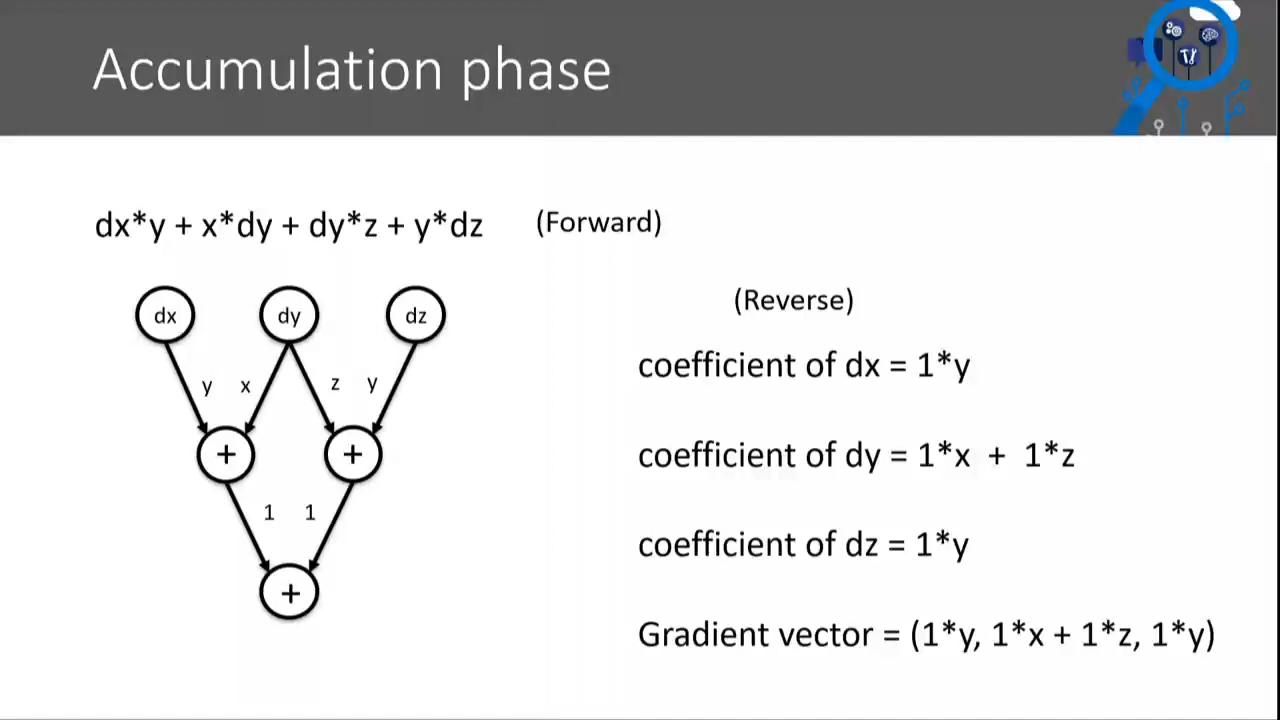 Accumulation phase
dx*y + x*dy + dy*z + y*dz
(Forward)
dx
dy
dz
y
x
z
y
+
+
1
1
+
(Reverse)
coefficient of dx = 1*y
coefficient of dy = 1*x + 1*z
coefficient of dz = 1*y
Gradient vector = (1*y, 1*x + 1*z, 1*y)